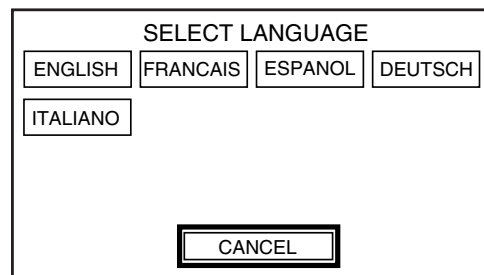 SELECT LANGUAGE
ENGLISH FRANCAIS ESPANOL DEUTSCH
ITALIANO
CANCEL